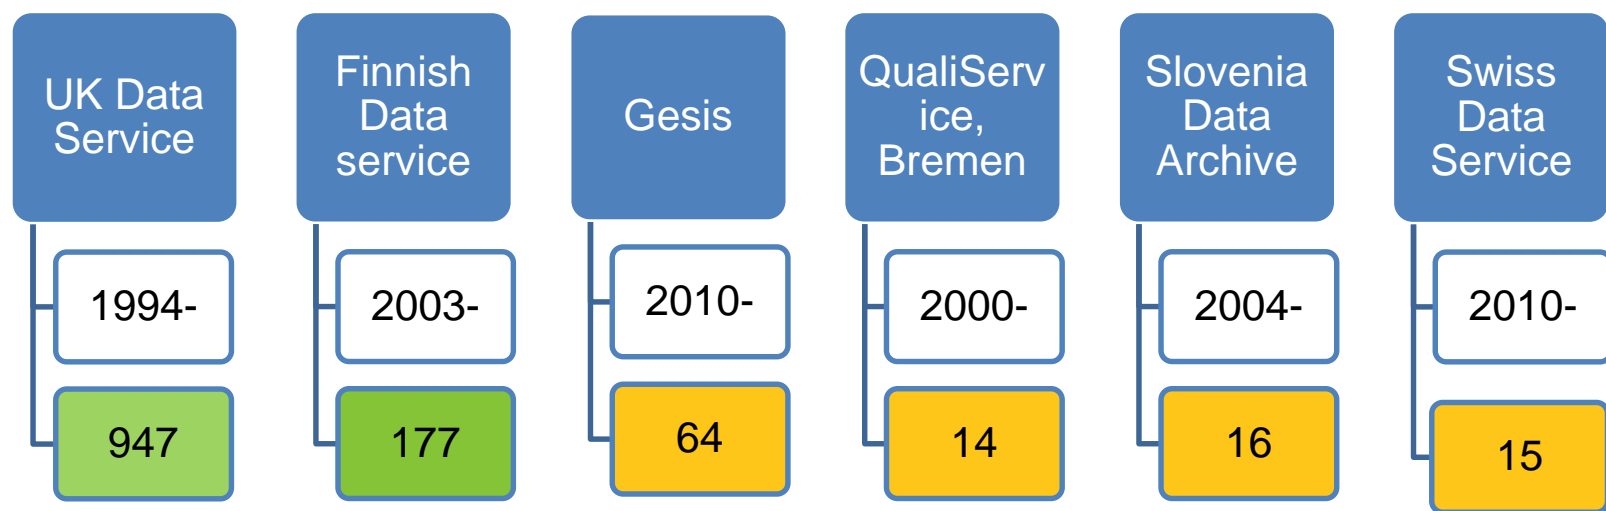 UK Data
Service
1994-
947
Finnish
Data
service
2003-
177
Gesis
2010-
64
QualiServ
ice,
Bremen
2000-
14
Slovenia
Data
Archive
2004-
16
Swiss
Data
Service
2010-
15